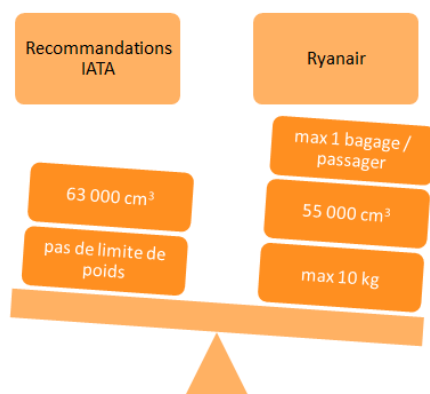 Recommandations
IATA
Ryanair
63 000 cm³
pas de limite de
poids
max 1 bagage /
passager
55 000 cm³
max 10 kg